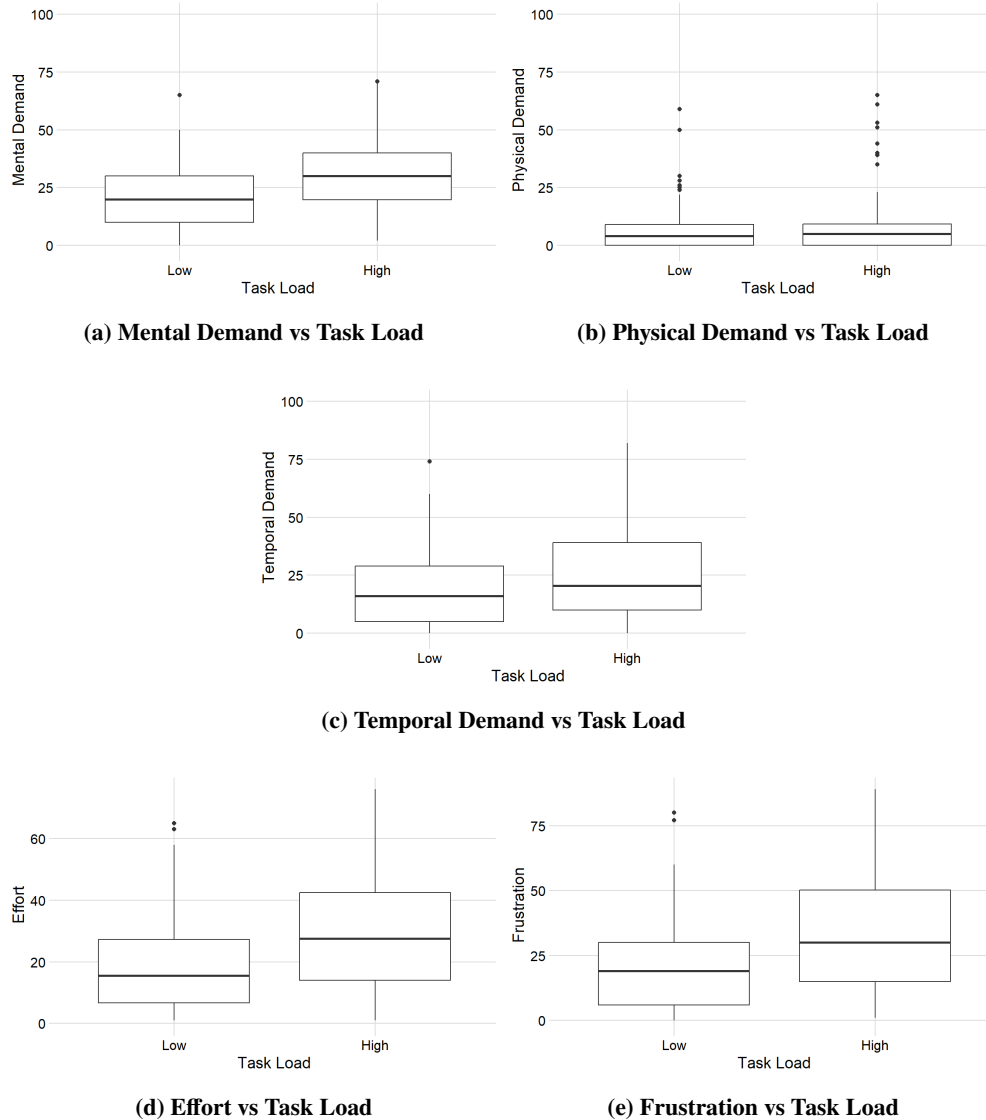 100
75
50
25
0
Mental Demand
Low
High
Task Load
(a) Mental Demand vs Task Load
100
75
50
25
0
Physical Demand
Low
High
Task Load
(b) Physical Demand vs Task Load
100
75
50
25
0
Temporal Demand
Low
High
Task Load
(c) Temporal Demand vs Task Load
60
40
20
0
Effort
Low
High
Task Load
(d) Effort vs Task Load
75
50
25
0
Frustration
Low
High
Task Load
(e) Frustration vs Task Load